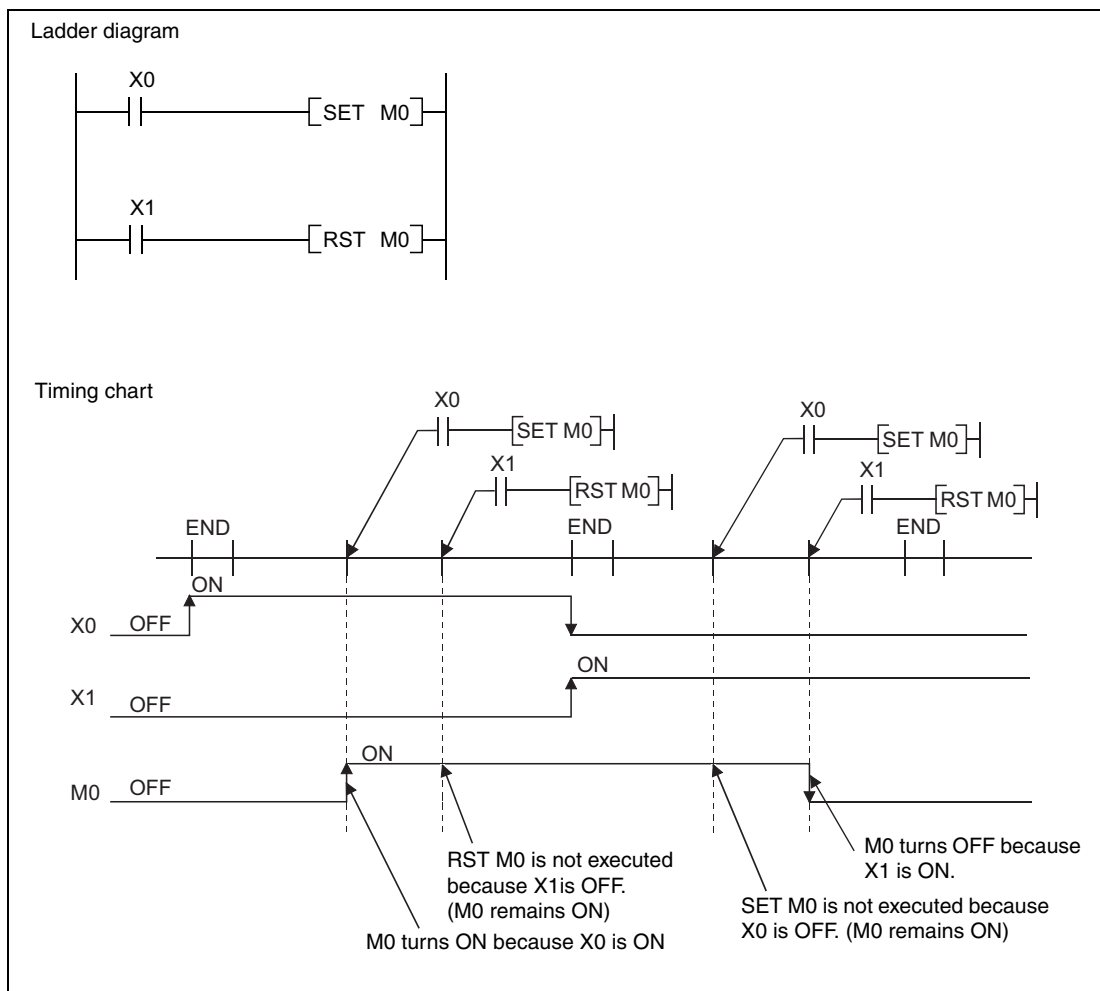 Ladder diagram
X0
SET M0
X1
RST M0
Timing chart
X0
SET M0
X1
RST M0
X0
SET M0
X1
RST M0
END
END
END
ON
X0 OFF
ON
X1 OFF
ON
M0 OFF
RST M0 is not executed
because X1is OFF.
(M0 remains ON)
M0 turns ON because X0 is ON
M0 turns OFF because
X1 is ON.
SET M0 is not executed because
X0 is OFF. (M0 remains ON)